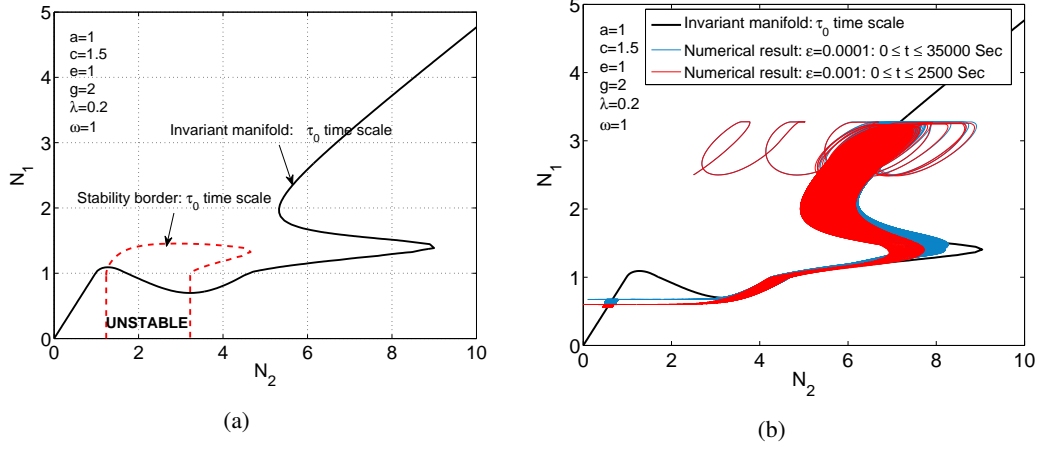 5
4
3
2
1
0
N₁
a=1
c=1.5
e=1
g=2
λ=0.2
ω=1
Invariant manifold: τ₀ time scale
Stability border: τ₀ time scale
UNSTABLE
0 2 4 6 8 10
N₂
(a)
5
4
3
2
1
0
N₁
a=1
c=1.5
e=1
g=2
λ=0.2
ω=1
Invariant manifold: τ₀ time scale
Numerical result: ε=0.0001: 0 ≤ t ≤ 35000 Sec
Numerical result: ε=0.001: 0 ≤ t ≤ 2500 Sec
0 2 4 6 8 10
N₂
(b)